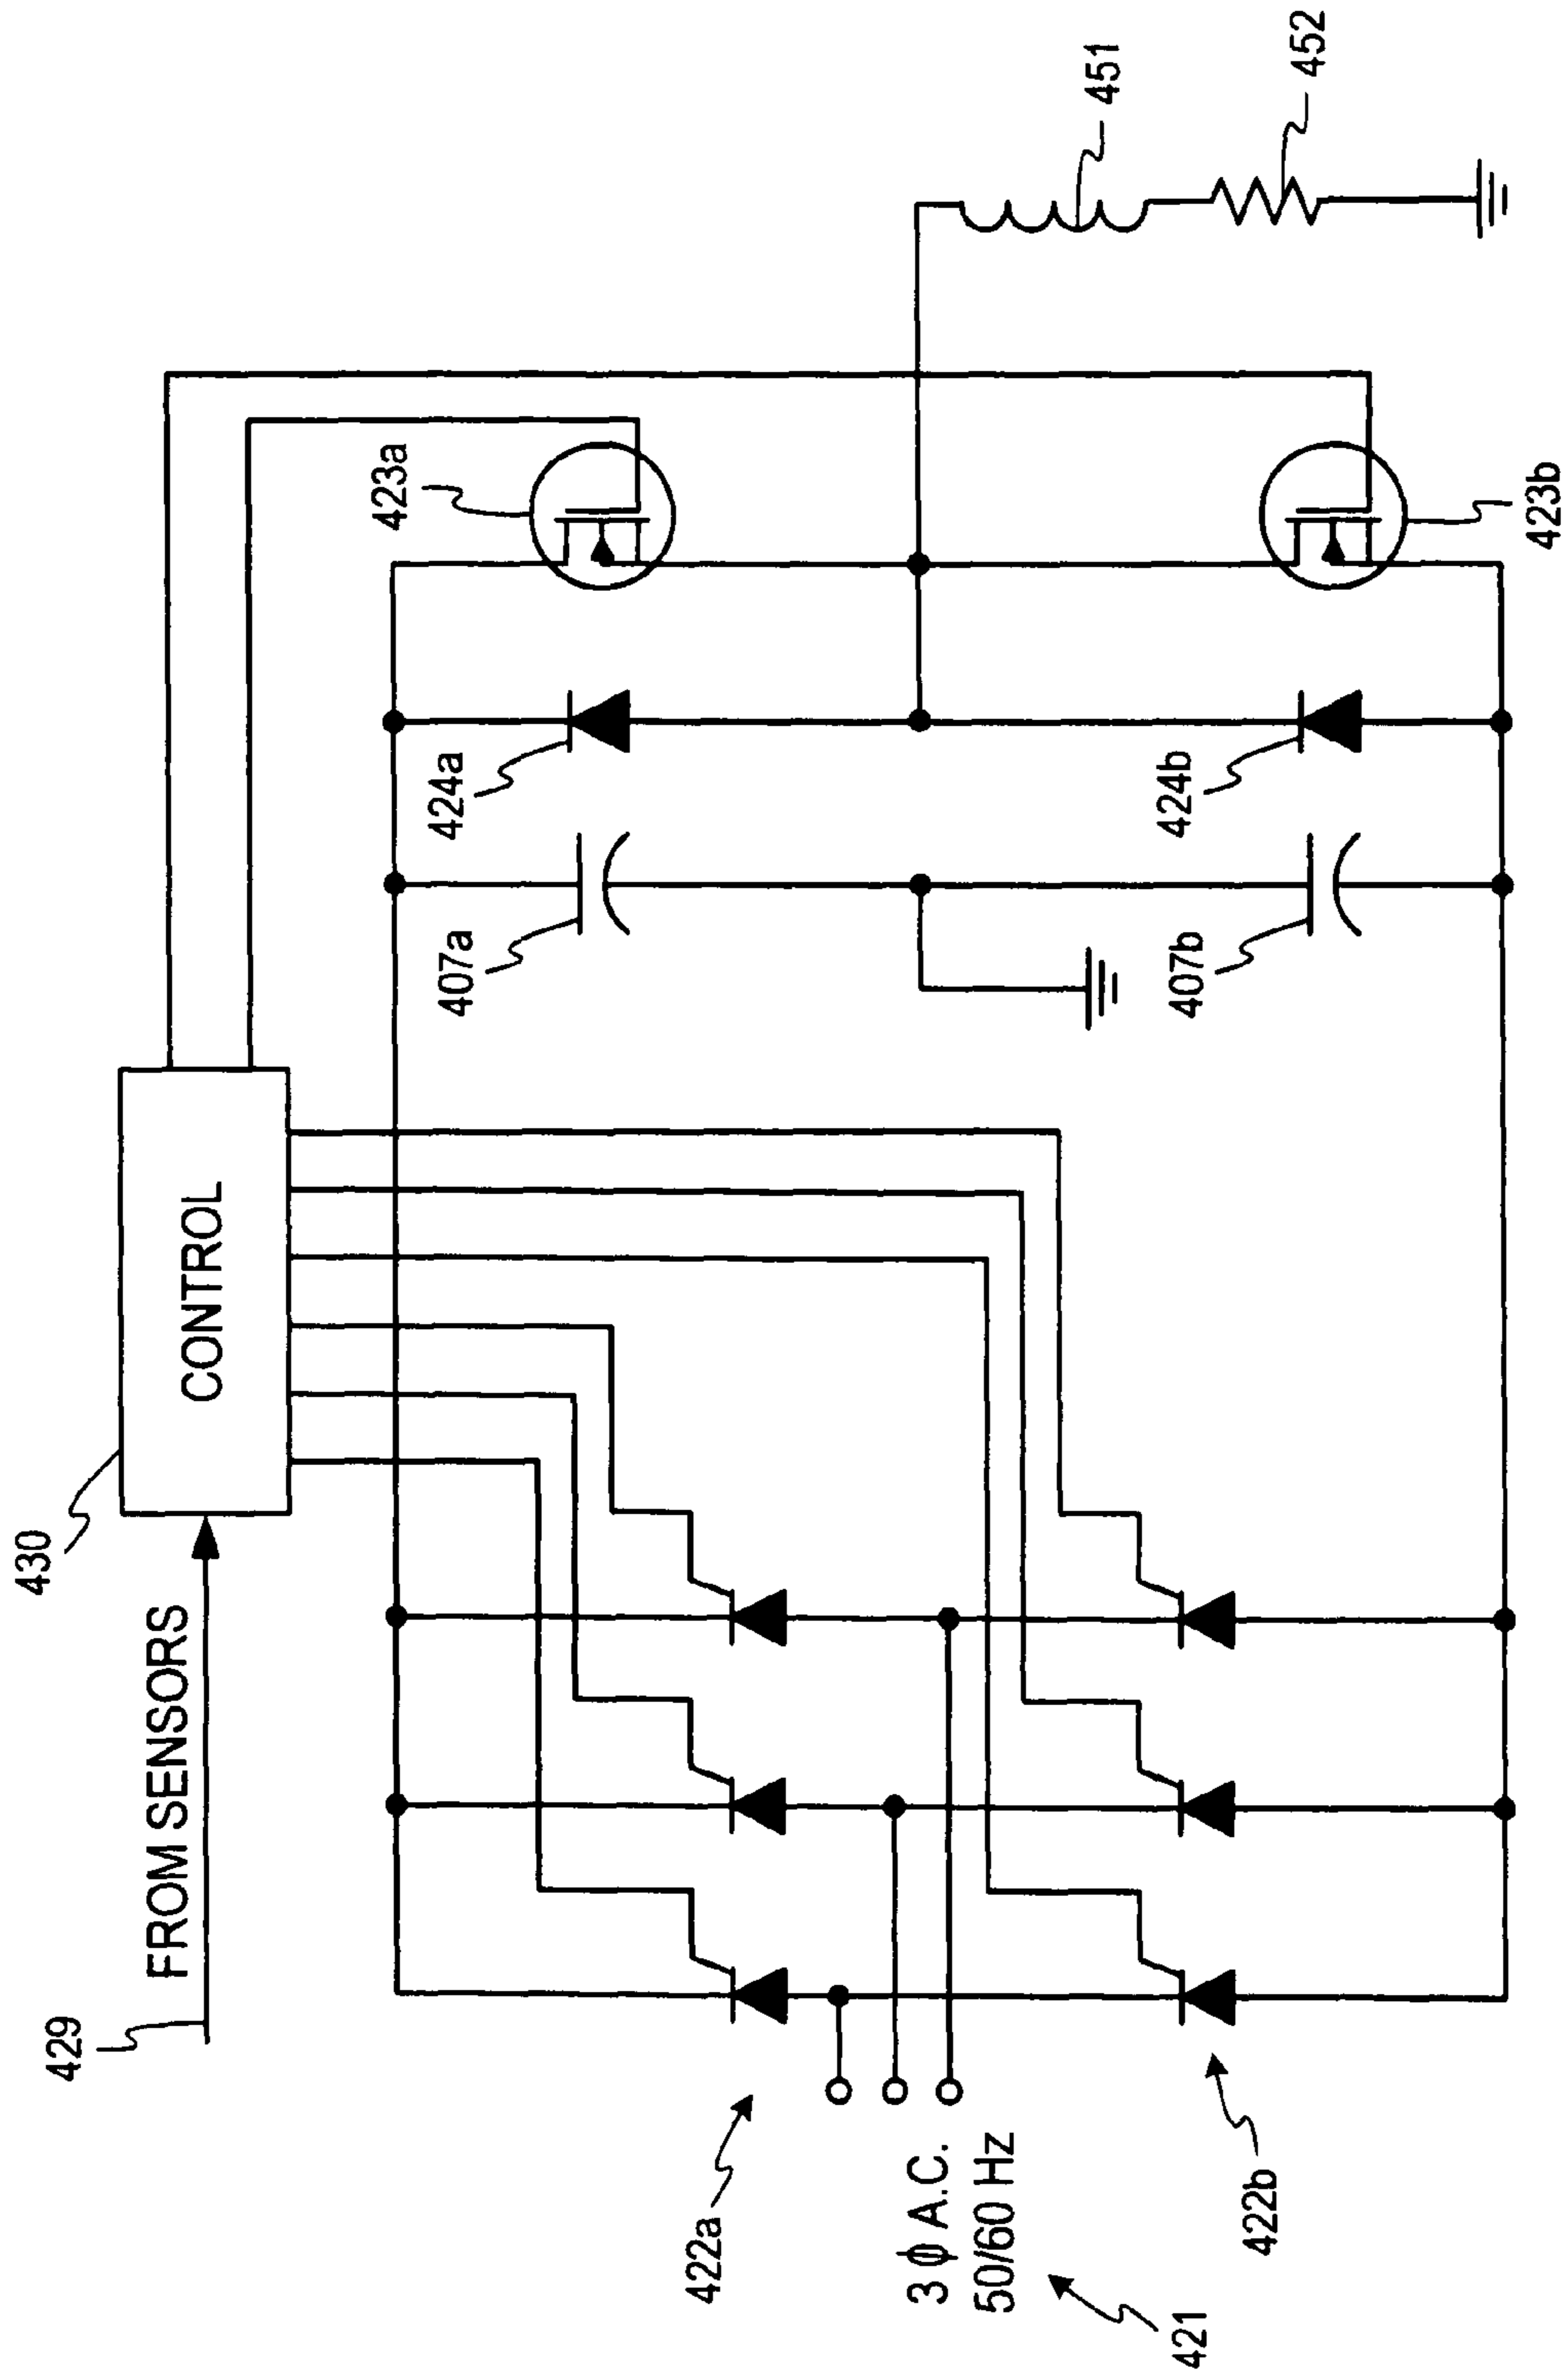 429
FROM SENSORS
430
CONTROL
423a
424a
407a
451
452
422a
3 ϕ A.C.
50/60 Hz
421
422b
407b
424b
423b